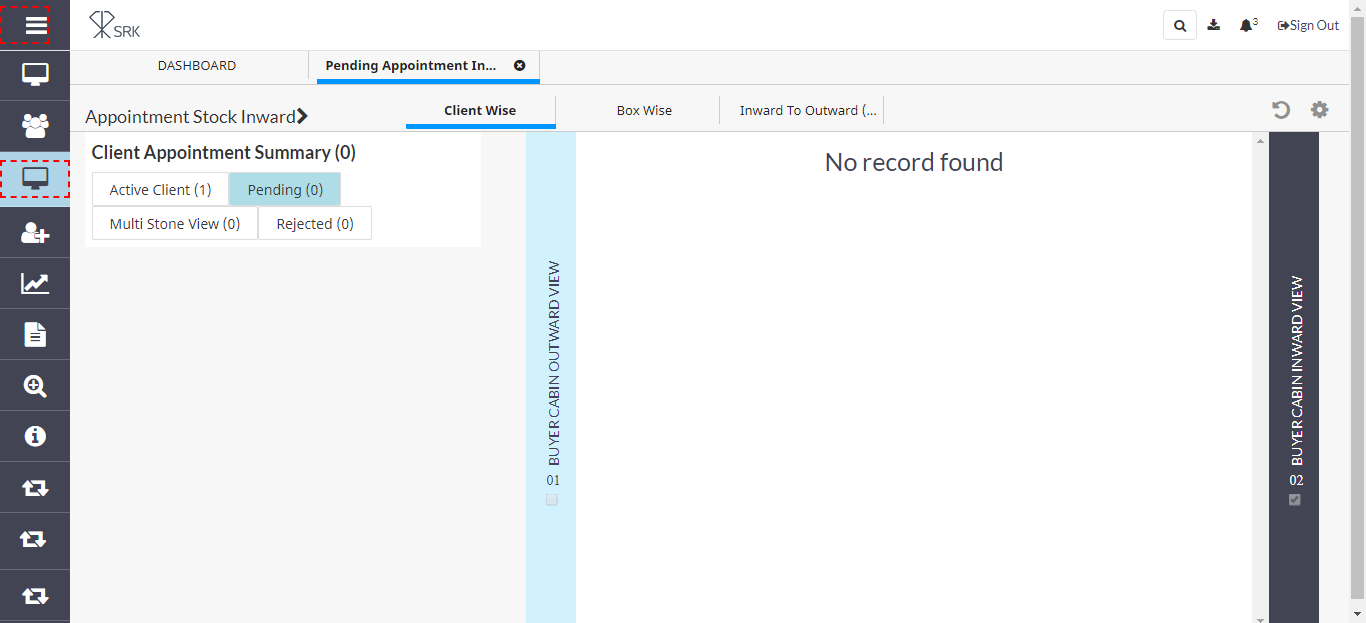 SRK
3
Sign Out
DASHBOARD
Pending Appointment In...
Appointment Stock Inward
Client Wise
Box Wise
Inward To Outward (...
Client Appointment Summary (0)
Active Client (1)
Pending (0)
Multi Stone View (0)
Rejected (0)
01 BUYER CABIN OUTWARD VIEW
No record found
02 BUYER CABIN INWARD VIEW